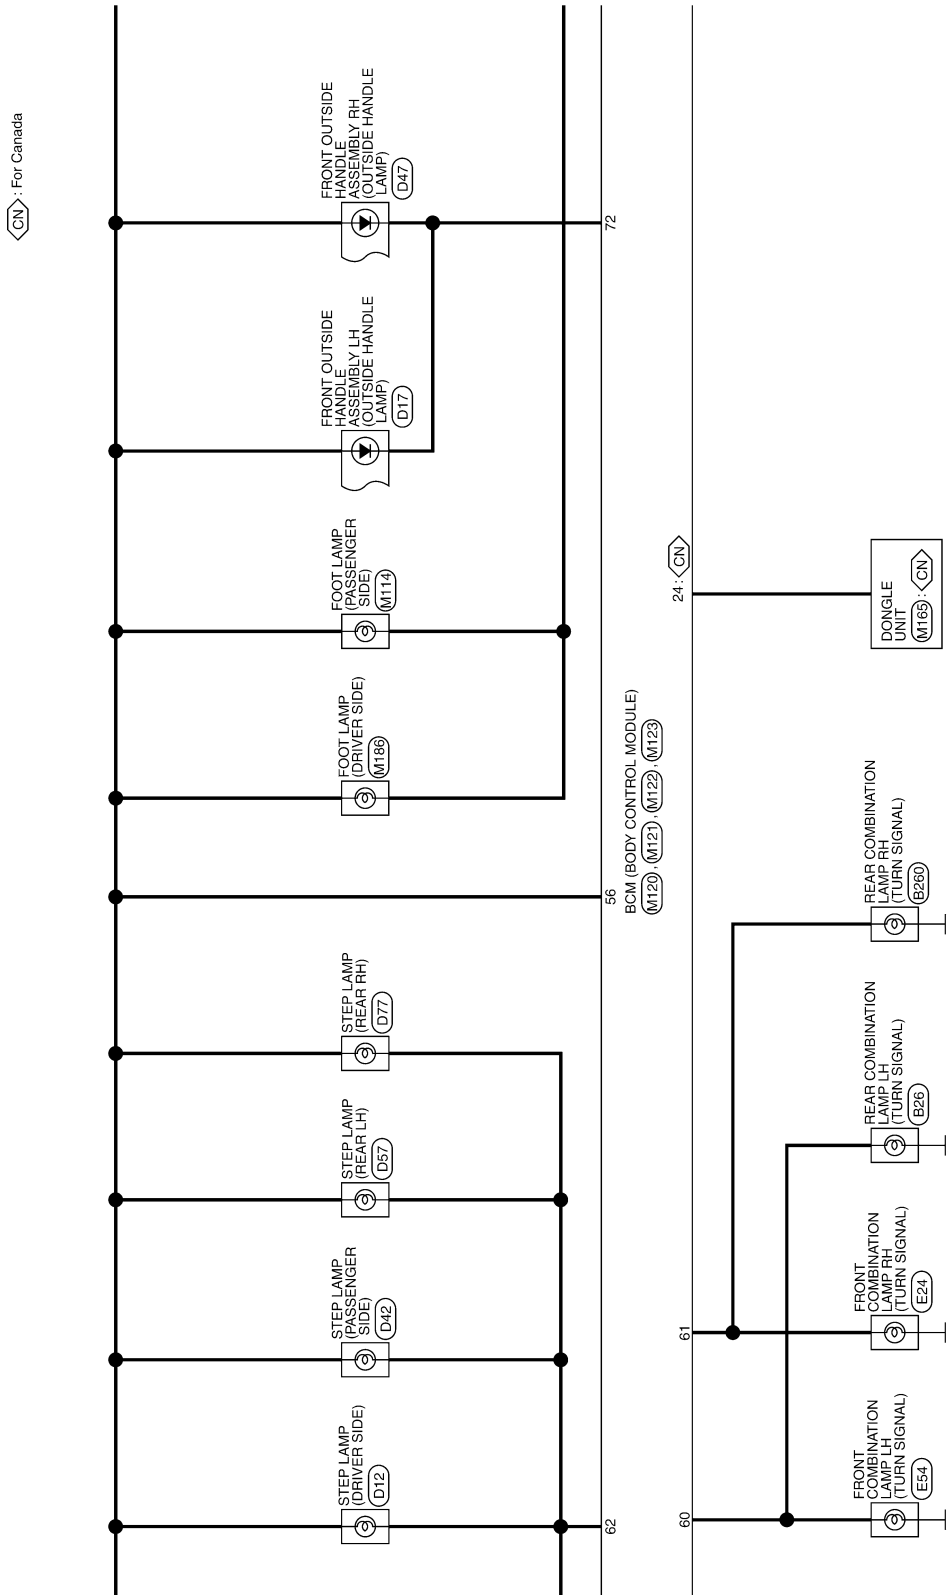 CN : For Canada
STEP LAMP
(DRIVER SIDE)
D12
STEP LAMP
(PASSENGER
SIDE)
D42
STEP LAMP
(REAR LH)
D57
STEP LAMP
(REAR RH)
D77
FOOT LAMP
(DRIVER SIDE)
M186
FOOT LAMP
(PASSENGER
SIDE)
M114
FRONT OUTSIDE
HANDLE
ASSEMBLY LH
(OUTSIDE HANDLE
LAMP)
D17
FRONT OUTSIDE
HANDLE
ASSEMBLY RH
(OUTSIDE HANDLE
LAMP)
D47
62
56
72
BCM (BODY CONTROL MODULE)
M120 , M121 , M122 , M123
60
61
24 : CN
FRONT
COMBINATION
LAMP LH
(TURN SIGNAL)
E54
FRONT
COMBINATION
LAMP RH
(TURN SIGNAL)
E24
REAR COMBINATION
LAMP LH
(TURN SIGNAL)
B26
REAR COMBINATION
LAMP RH
(TURN SIGNAL)
B260
DONGLE
UNIT
M165 : CN